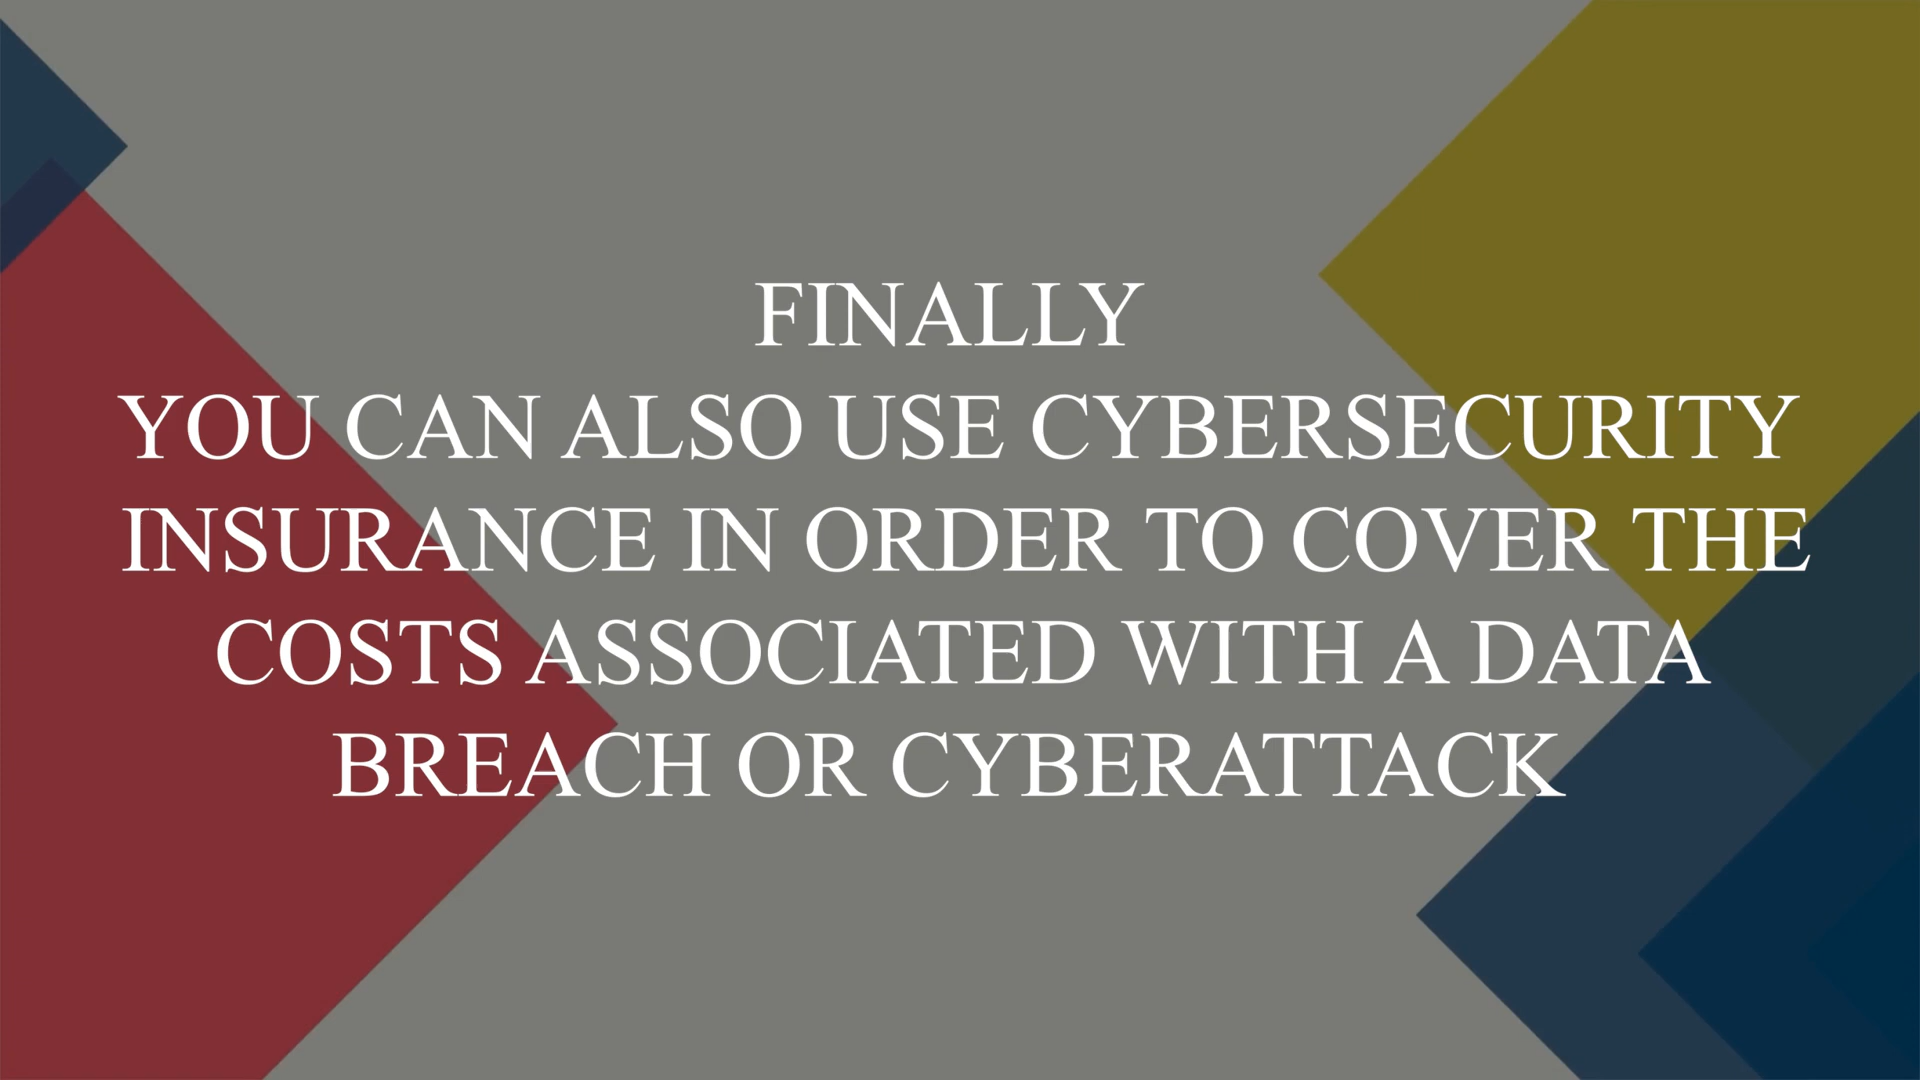 FINALLY
YOU CAN ALSO USE CYBERSECURITY
INSURANCE IN ORDER TO COVER THE
COSTS ASSOCIATED WITH A DATA
BREACH OR CYBERATTACK